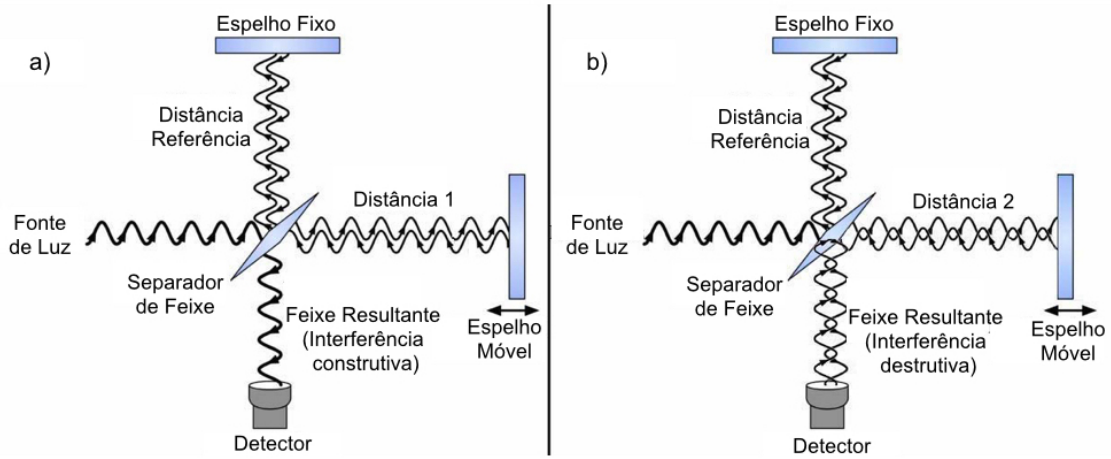 a)
Espelho Fixo
Distância
Referência
Distância 1
Fonte
de Luz
Separador
de Feixe
Feixe Resultante
(Interferência
construtiva)
Espelho
Móvel
Detector
b)
Espelho Fixo
Distância
Referência
Distância 2
Fonte
de Luz
Separador
de Feixe
Feixe Resultante
(Interferência
destrutiva)
Espelho
Móvel
Detector